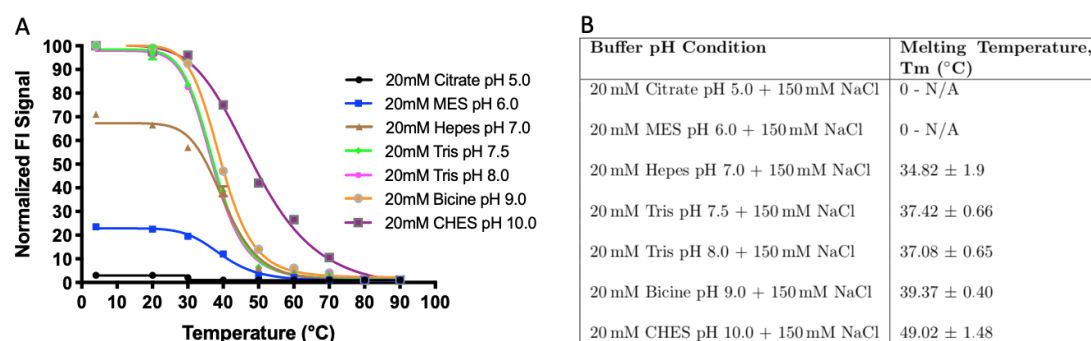 A
100
90
80
70
60
50
40
30
20
10
0
Normalized FI Signal
0 10 20 30 40 50 60 70 80 90 100
Temperature (°C)
20mM Citrate pH 5.0
20mM MES pH 6.0
20mM Hepes pH 7.0
20mM Tris pH 7.5
20mM Tris pH 8.0
20mM Bicine pH 9.0
20mM CHES pH 10.0
B
Buffer pH Condition Melting Temperature,
Tm (°C)
20 mM Citrate pH 5.0 + 150 mM NaCl 0 - N/A
20 mM MES pH 6.0 + 150 mM NaCl 0 - N/A
20 mM Hepes pH 7.0 + 150 mM NaCl 34.82 ± 1.9
20 mM Tris pH 7.5 + 150 mM NaCl 37.42 ± 0.66
20 mM Tris pH 8.0 + 150 mM NaCl 37.08 ± 0.65
20 mM Bicine pH 9.0 + 150 mM NaCl 39.37 ± 0.40
20 mM CHES pH 10.0 + 150 mM NaCl 49.02 ± 1.48